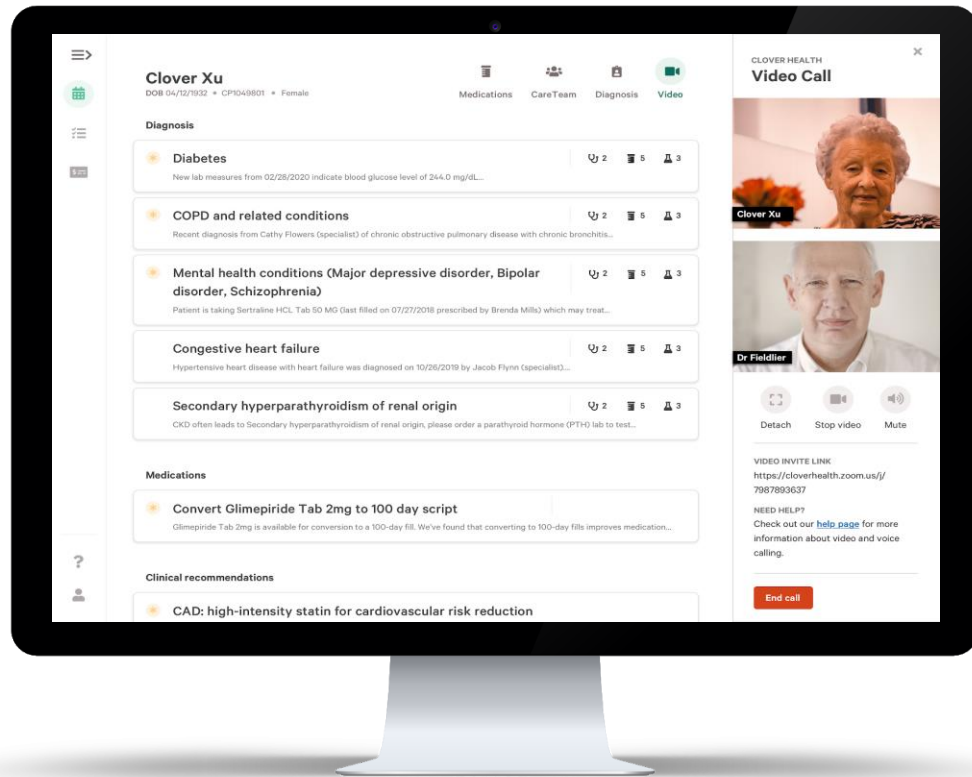 Clover Xu
DOB 04/12/1932 • CP1049801 • Female
Medications
CareTeam
Diagnosis
Video
Diagnosis
Diabetes
2 5 3
New lab measures from 02/28/2020 indicate blood glucose level of 244.0 mg/dL...
COPD and related conditions
2 5 3
Recent diagnosis from Cathy Flowers (specialist) of chronic obstructive pulmonary disease with chronic bronchitis...
Mental health conditions (Major depressive disorder, Bipolar
disorder, Schizophrenia)
2 5 3
Patient is taking Sertraline HCL Tab 50 MG (last filled on 07/27/2018 prescribed by Brenda Mills) which may treat...
Congestive heart failure
2 5 3
Hypertensive heart disease with heart failure was diagnosed on 10/26/2019 by Jacob Flynn (specialist)...
Secondary hyperparathyroidism of renal origin
2 5 3
CKD often leads to Secondary hyperparathyroidism of renal origin, please order a parathyroid hormone (PTH) lab to test...
Medications
Convert Glimepiride Tab 2mg to 100 day script
Glimepiride Tab 2mg is available for conversion to a 100-day fill. We've found that converting to 100-day fills improves medication...
Clinical recommendations
CAD: high-intensity statin for cardiovascular risk reduction
CLOVER HEALTH
Video Call
Clover Xu
Dr Fieldlier
Detach
Stop video
Mute
VIDEO INVITE LINK
https://cloverhealth.zoom.us/j/
7987893637
NEED HELP?
Check out our help page for more
information about video and voice
calling.
End call